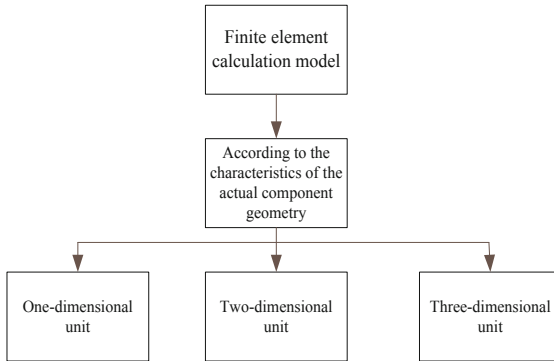 Finite element
calculation model
According to the
characteristics of the
actual component
geometry
One-dimensional
unit
Two-dimensional
unit
Three-dimensional
unit